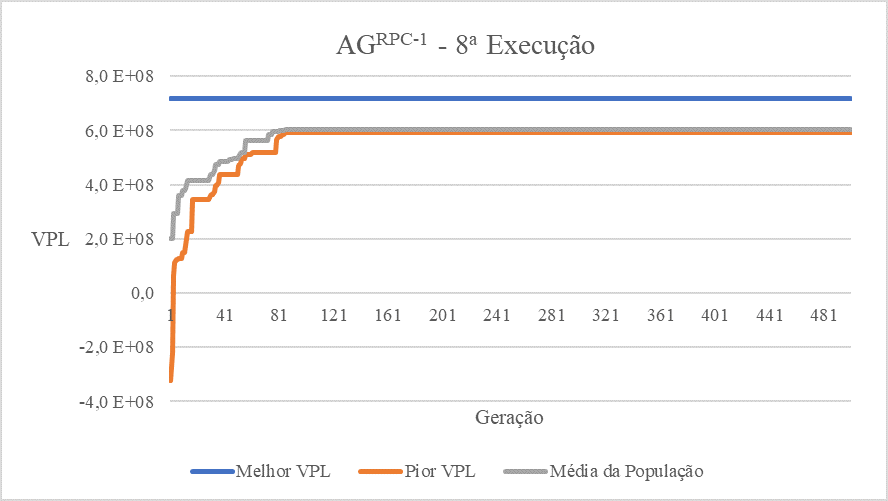 AGRPC-1 - 8ª Execução
8,0 E+08
6,0 E+08
4,0 E+08
VPL
2,0 E+08
0,0
1 41 81 121 161 201 241 281 321 361 401 441 481
-2,0 E+08
-4,0 E+08
Geração
Melhor VPL Pior VPL Média da População